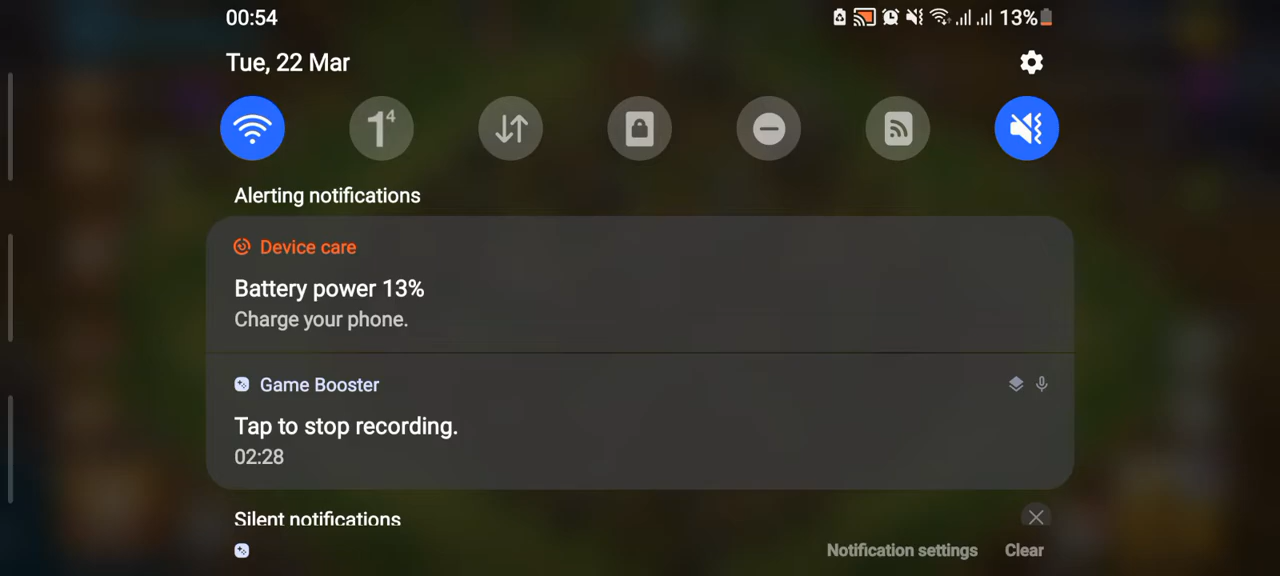 00:54
13%
Tue, 22 Mar
1⁴
Alerting notifications
Device care
Battery power 13%
Charge your phone.
Game Booster
Tap to stop recording.
02:28
Silent notifications
Notification settings Clear